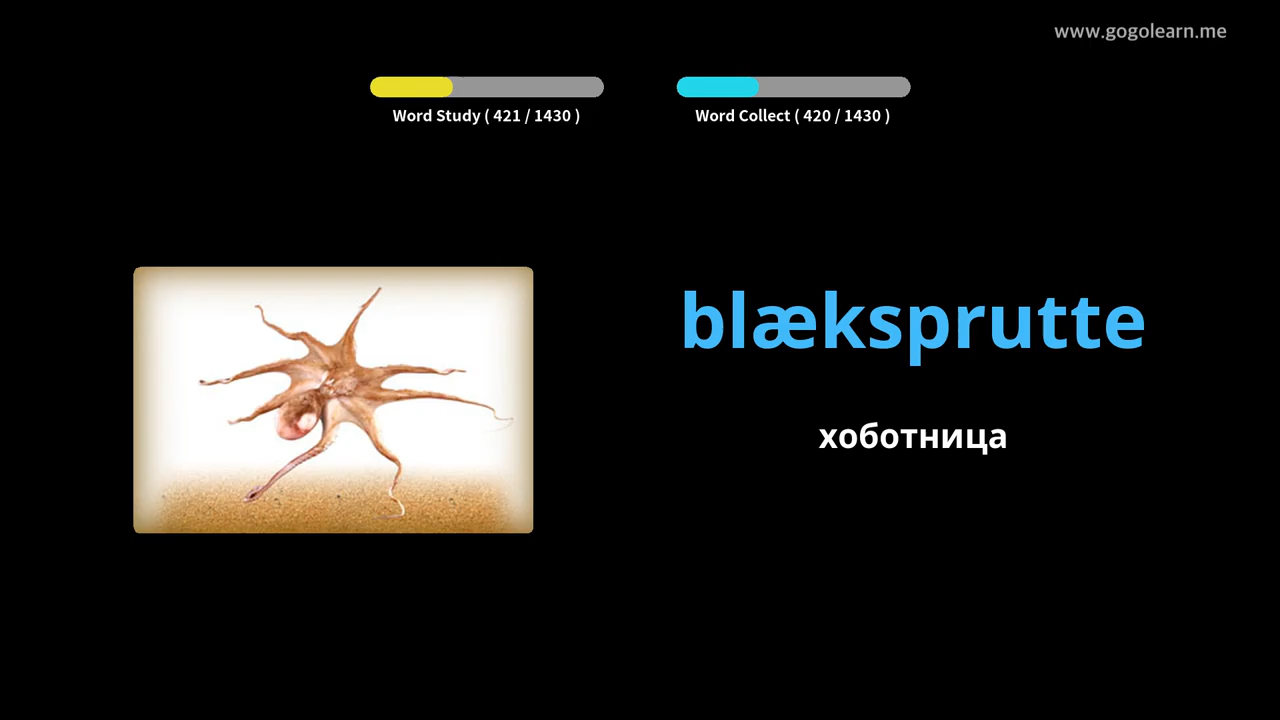 www.gogolearn.me
Word Study ( 421 / 1430 )
Word Collect ( 420 / 1430 )
blæksprutte
хоботница